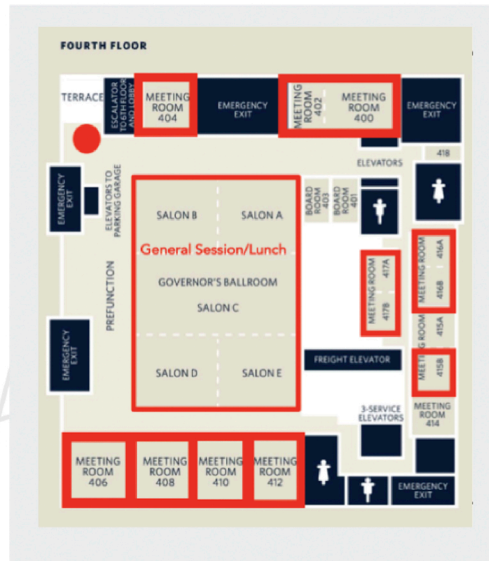 FOURTH FLOOR
TERRACE
ESCALATOR
TO 6TH FLOOR
AND LOBBY
MEETING
ROOM
404
EMERGENCY
EXIT
MEETING
ROOM
402
MEETING
ROOM
400
EMERGENCY
EXIT
418
ELEVATORS
EMERGENCY
EXIT
ELEVATORS TO
PARKING GARAGE
SALON B
SALON A
BOARD
ROOM
403
BOARD
ROOM
401
General Session/Lunch
GOVERNOR'S BALLROOM
SALON C
PREFUNCTION
MEETING ROOM
417A
417B
MEETING ROOM
416A
416B
MEETING ROOM
415A
415B
EMERGENCY
EXIT
SALON D
SALON E
FREIGHT ELEVATOR
3-SERVICE
ELEVATORS
MEETING
ROOM
414
MEETING
ROOM
406
MEETING
ROOM
408
MEETING
ROOM
410
MEETING
ROOM
412
EMERGENCY
EXIT